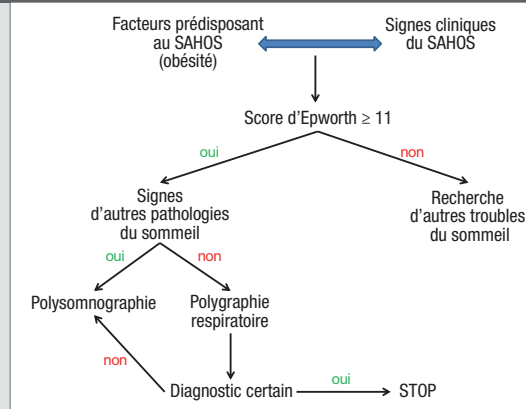 Facteurs prédisposant
au SAHOS
(obésité)
Signes cliniques
du SAHOS
Score d'Epworth ≥ 11
oui
non
Signes
d'autres pathologies
du sommeil
Recherche
d'autres troubles
du sommeil
oui
non
Polysomnographie
Polygraphie
respiratoire
non
Diagnostic certain
oui
STOP